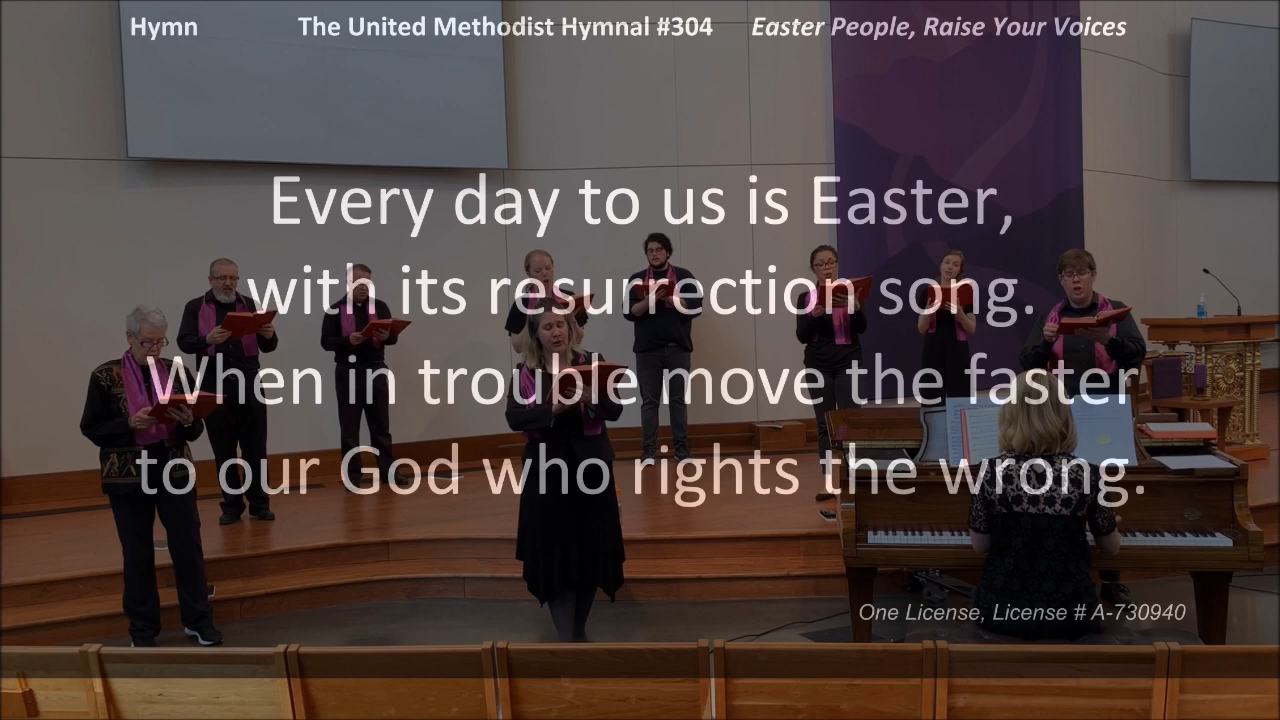 Hymn The United Methodist Hymnal #304 Easter People, Raise Your Voices
Every day to us is Easter,
with its resurrection song.
When in trouble move the faster
to our God who rights the wrong.
One License, License # A-730940